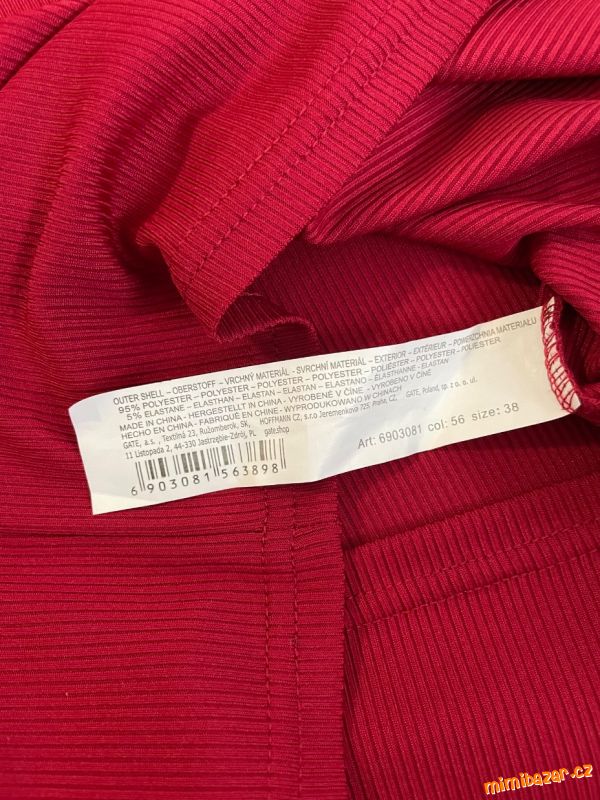 OUTER SHELL – OBERSTOFF – VRCHNÝ MATERIÁL - SVRCHNÍ MATERIÁL – EXTERIOR – EXTÉRIEUR – POWIERZCHNIA MATERIAŁU
95% POLYESTER – POLYESTER – POLYESTER – POLYESTER – POLIÉSTER – POLYESTER – POLIESTER
5% ELASTANE – ELASTHAN – ELASTAN – ELASTAN – ELASTANO – ÉLASTHANNE - ELASTAN
MADE IN CHINA - HERGESTELLT IN CHINA - VYROBENÉ V ČÍNE – VYROBENO V ČÍNĚ
HECHO EN CHINA - FABRIQUÉ EN CHINE - WYPRODUKOWANO W CHINACH
GATE, a.s., Textilná 23, Ružomberok, SK, HOFFMANN CZ, s.r.o Jeremenkova 725, Praha, CZ, GATE, Poland, sp. z o. o. ul.
11 Listopada 2, 44-330 Jastrzębie-Zdrój, PL gate.shop
Art: 6903081 col: 56 size: 38
6 903081 563898
mimibazar.cz